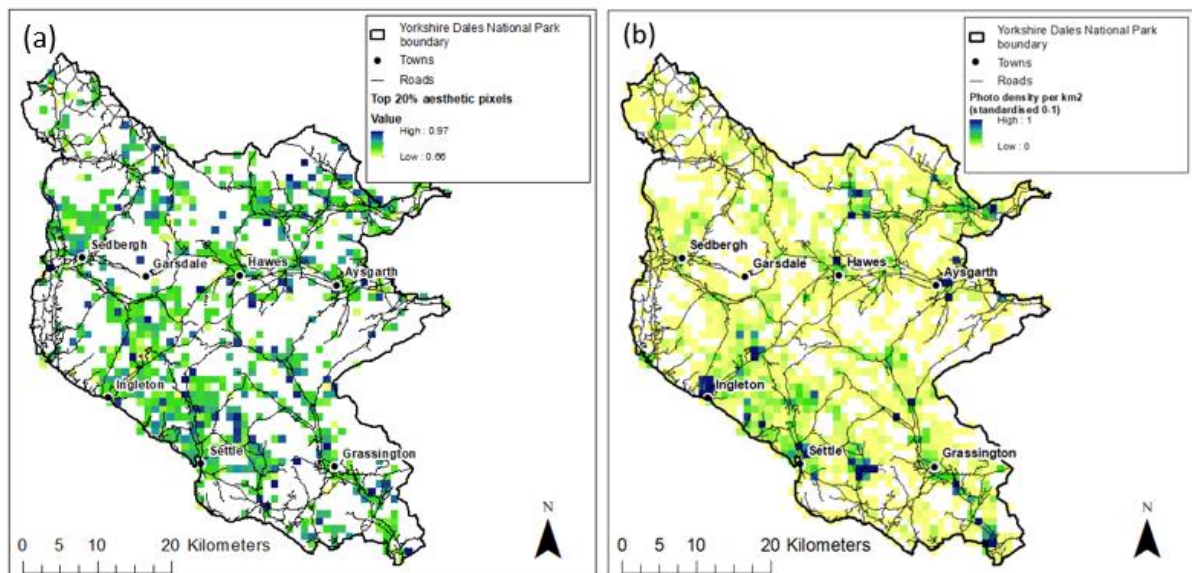 (a)
Yorkshire Dales National Park
boundary
Towns
Roads
Top 20% aesthetic pixels
Value
High : 0.97
Low : 0.66
Sedbergh
Garsdale
Hawes
Aysgarth
Ingleton
Settle
Grassington
N
0 5 10 20 Kilometers
(b)
Yorkshire Dales National Park
boundary
Towns
Roads
Photo density per km2
(standardised 0-1)
High : 1
Low : 0
Sedbergh
Garsdale
Hawes
Aysgarth
Ingleton
Settle
Grassington
N
0 5 10 20 Kilometers